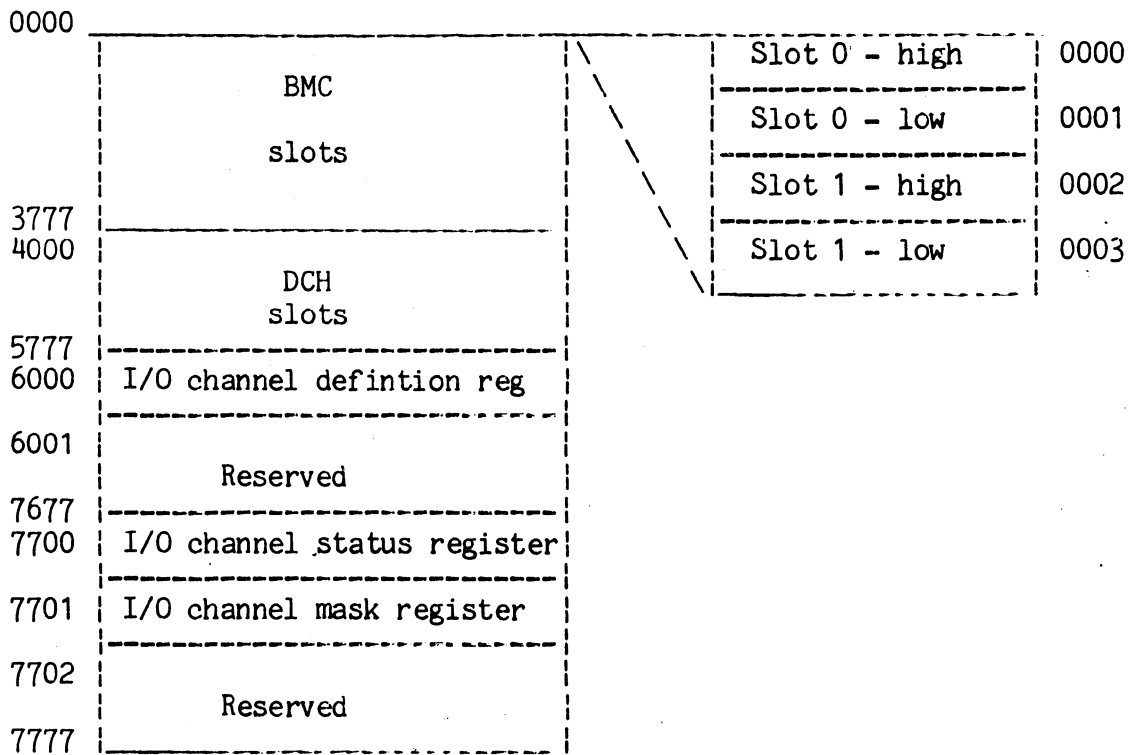 0000
Slot 0 - high 0000
BMC
Slot 0 - low 0001
slots
Slot 1 - high 0002
3777
4000
Slot 1 - low 0003
DCH
slots
5777
6000 I/O channel defintion reg
6001
Reserved
7677
7700 I/O channel status register
7701 I/O channel mask register
7702
Reserved
7777